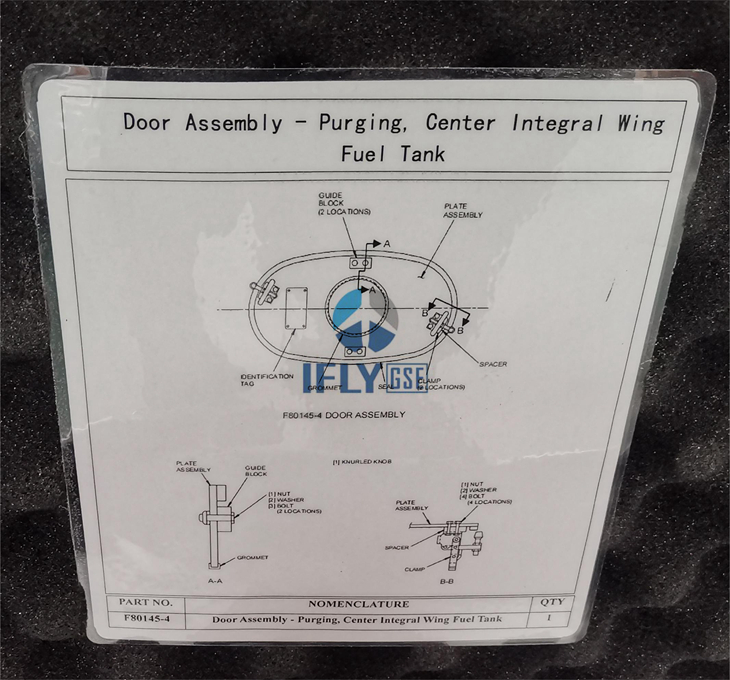 Door Assembly - Purging, Center Integral Wing
Fuel Tank
GUIDE
BLOCK
(2 LOCATIONS)
PLATE
ASSEMBLY
A
A
B
B
SPACER
IDENTIFICATION
TAG
GROMMET
SEAL
CLAMP
LOCATIONS)
IFLY GSE
F80145-4 DOOR ASSEMBLY
PLATE
ASSEMBLY
GUIDE
BLOCK
[1] NUT
[2] WASHER
[3] BOLT
(2 LOCATIONS)
GROMMET
A-A
[1] KNURLED KNOB
[1] NUT
[2] WASHER
[4] BOLT
(4 LOCATIONS)
PLATE
ASSEMBLY
SPACER
CLAMP
B-B
PART NO. NOMENCLATURE QTY
F80145-4 Door Assembly - Purging, Center Integral Wing Fuel Tank 1